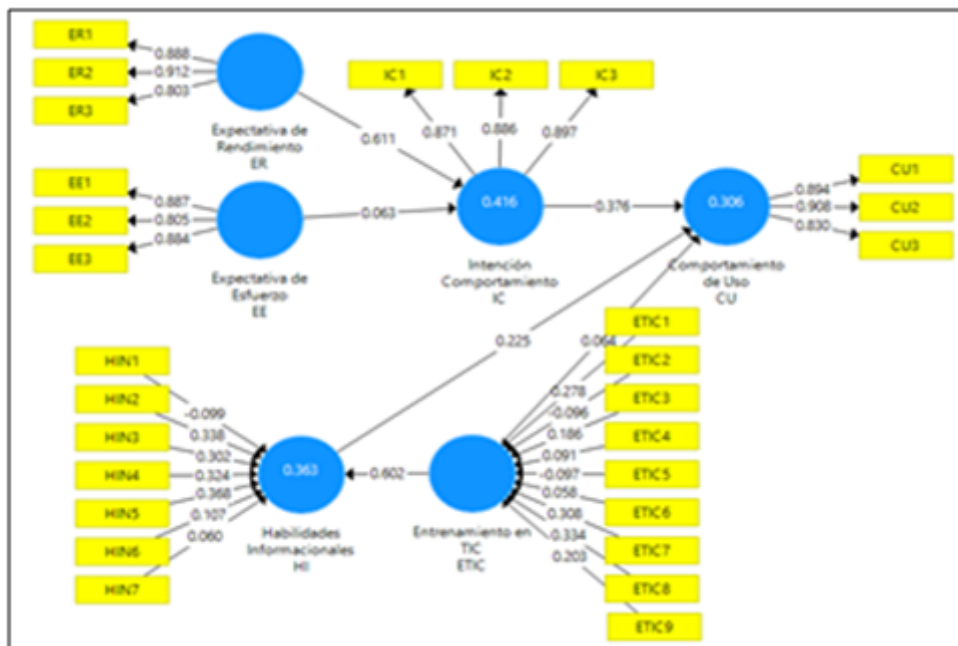 ER1
ER2
ER3
0.888
0.912
0.803
Expectativa de
Rendimiento
ER
IC1
IC2
IC3
0.871
0.886
0.897
0.611
EE1
EE2
EE3
0.887
0.805
0.884
Expectativa de
Esfuerzo
EE
0.063
0.416
Intención
Comportamiento
IC
0.376
0.306
Comportamiento
de Uso
CU
0.894
0.908
0.830
CU1
CU2
CU3
0.225
0.064
HIN1
HIN2
HIN3
HIN4
HIN5
HIN6
HIN7
-0.099
0.338
0.302
0.324
0.368
0.107
0.060
0.363
Habilidades
Informacionales
HI
0.602
Entrenamiento en
TIC
ETIC
0.278
-0.096
0.186
0.091
-0.097
0.058
0.308
0.334
0.203
ETIC1
ETIC2
ETIC3
ETIC4
ETIC5
ETIC6
ETIC7
ETIC8
ETIC9